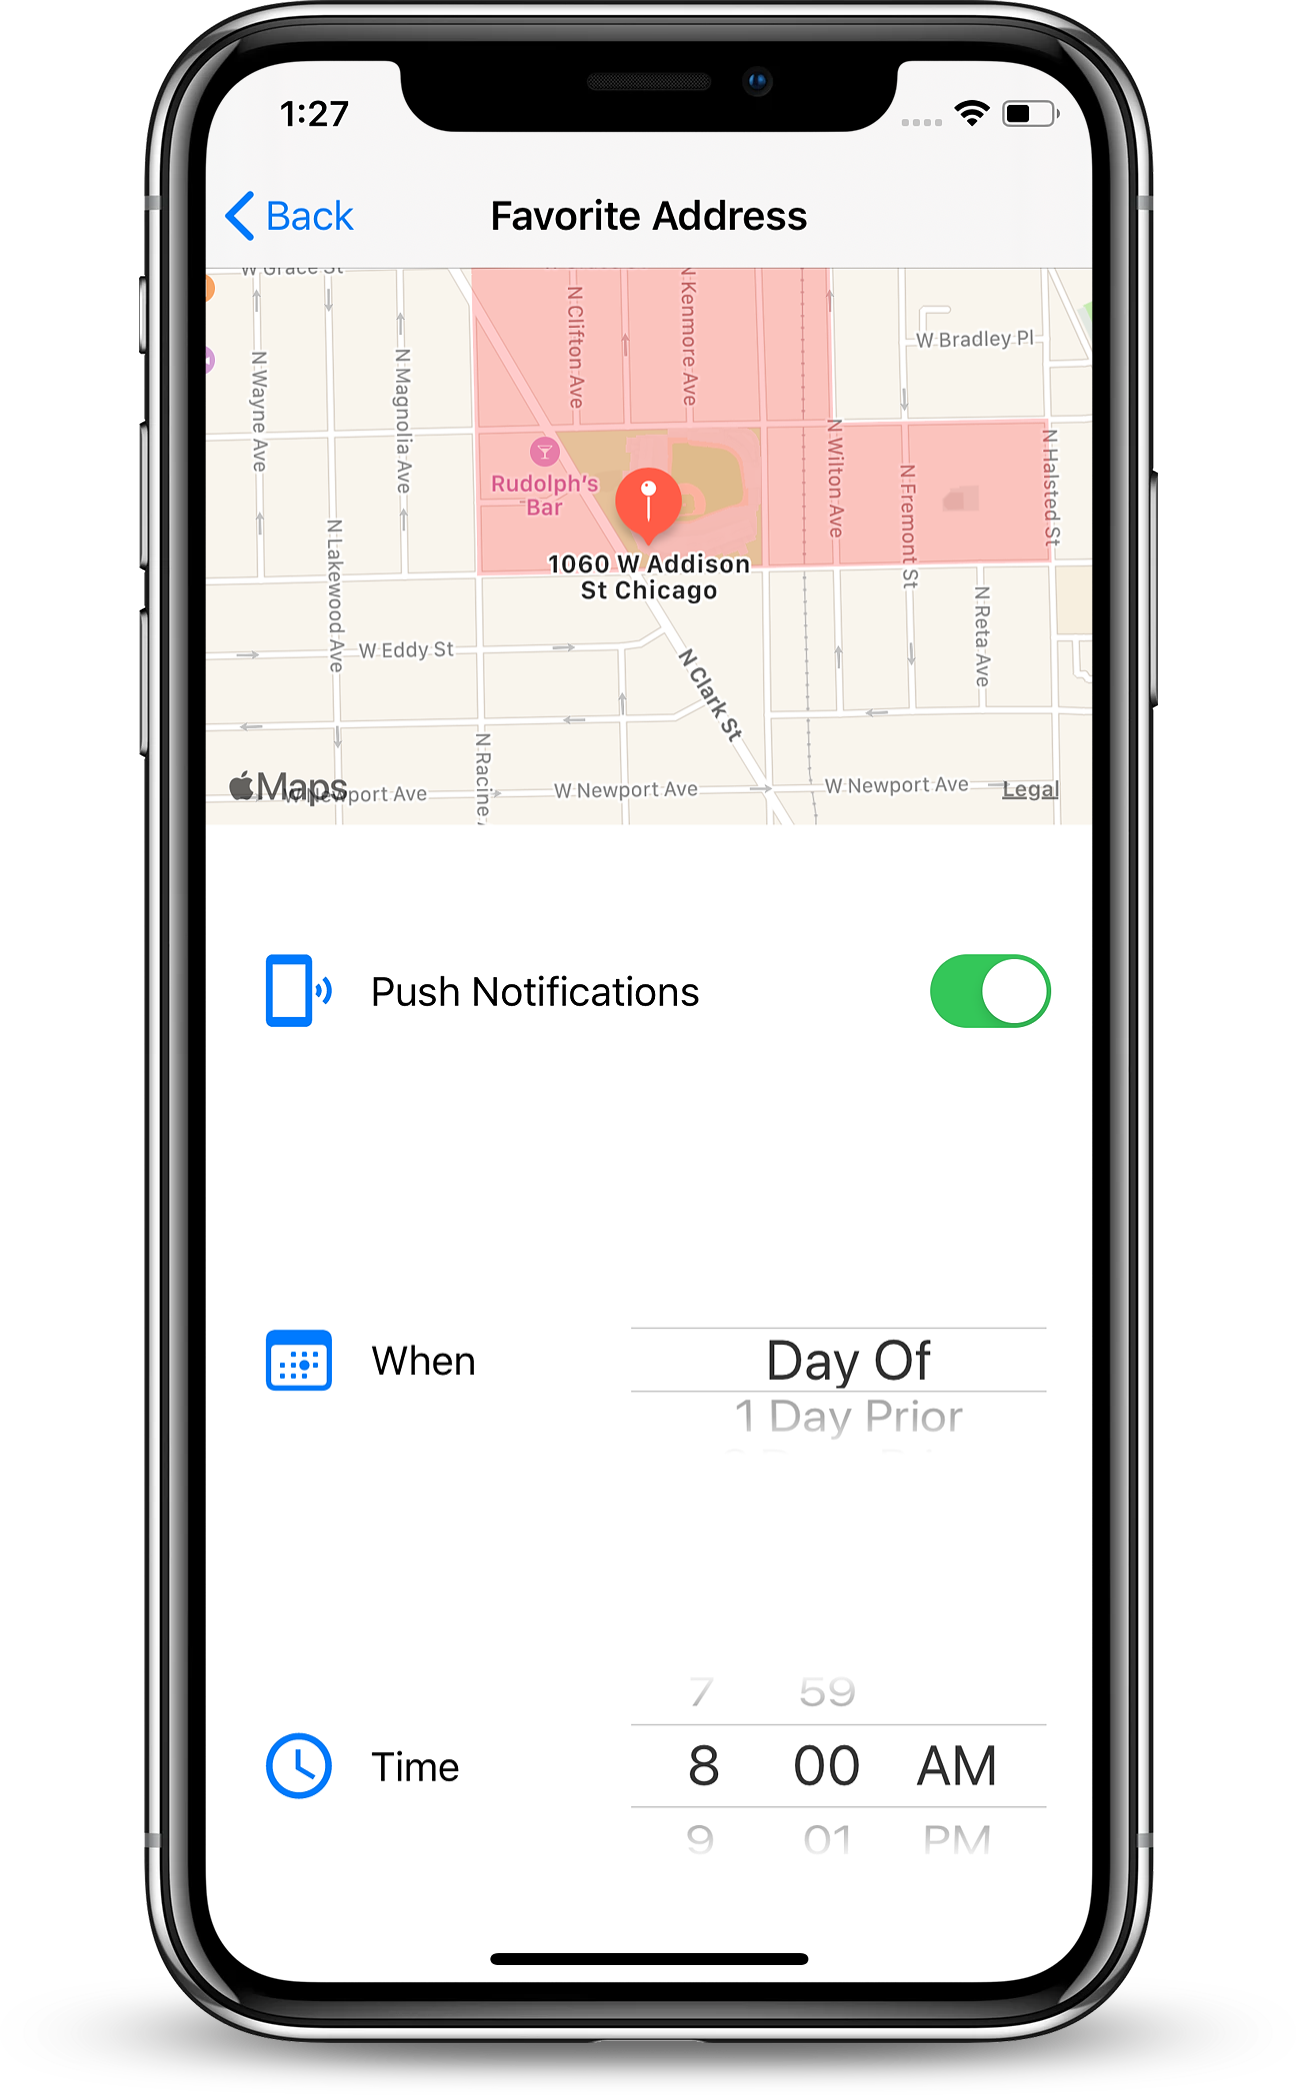 1:27
Back
Favorite Address
W Grace St
N Clifton Ave
N Kenmore Ave
W Bradley Pl
N Wayne Ave
N Magnolia Ave
N Wilton Ave
N Halsted St
Rudolph's
Bar
N Fremont St
1060 W Addison
St Chicago
N Lakewood Ave
N Reta Ave
W Eddy St
N Clark St
N Racine
Maps
W Newport Ave
W Newport Ave
W Newport Ave
Legal
Push Notifications
When
Day Of
1 Day Prior
7 59
Time
8 00 AM
9 01 PM